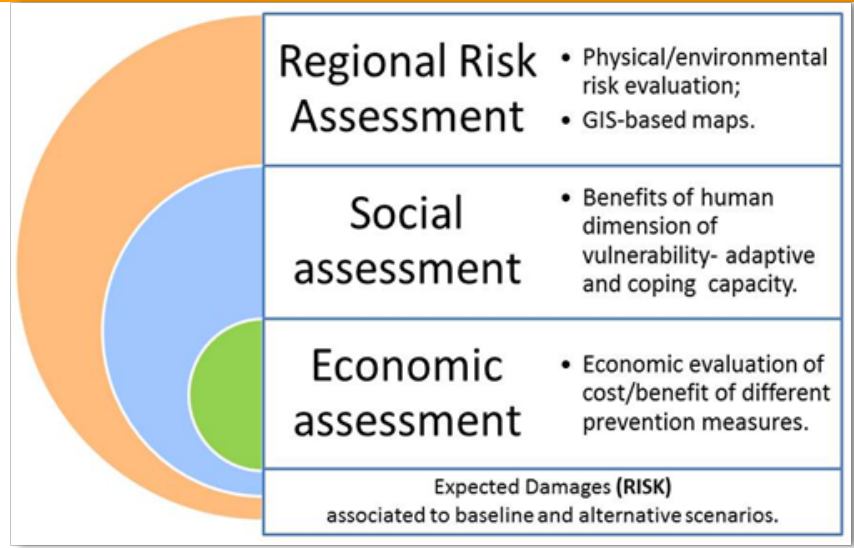 Regional Risk
Assessment
• Physical/environmental
risk evaluation;
• GIS-based maps.
Social
assessment
• Benefits of human
dimension of
vulnerability- adaptive
and coping capacity.
Economic
assessment
• Economic evaluation of
cost/benefit of different
prevention measures.
Expected Damages (RISK)
associated to baseline and alternative scenarios.